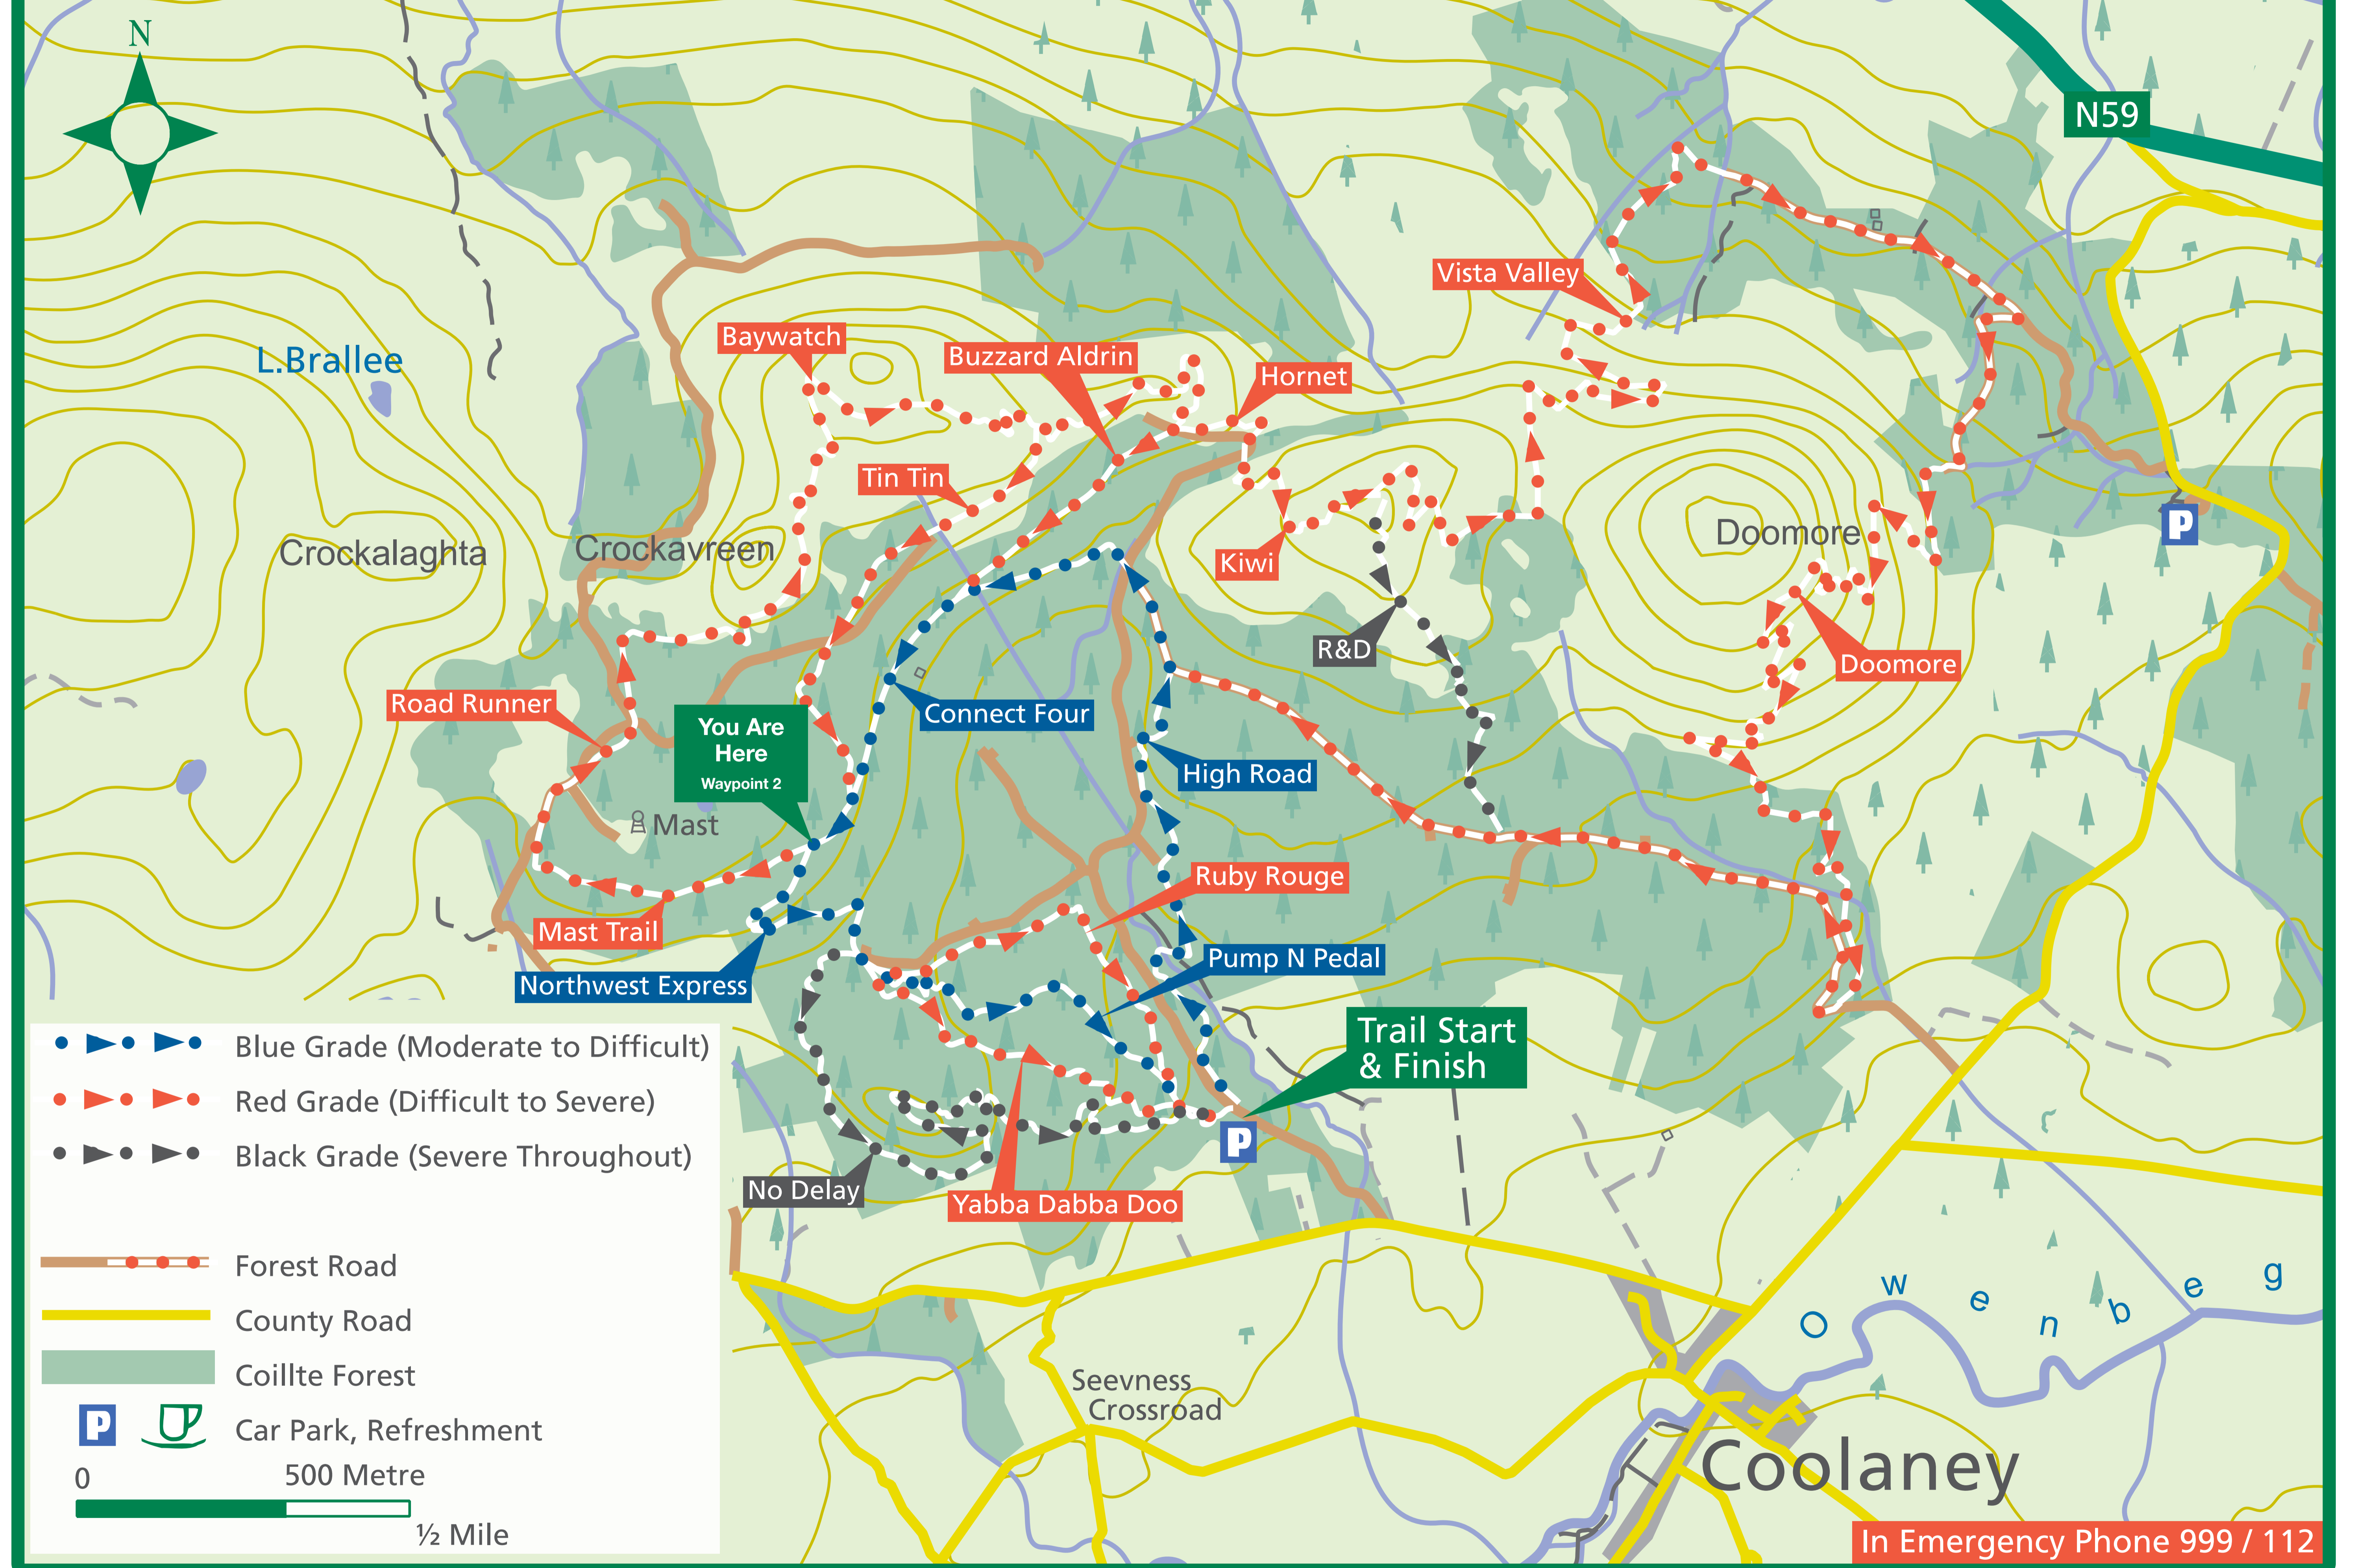 N
N59
Vista Valley
Baywatch
Buzzard Aldrin
Hornet
L.Brallee
Tin Tin
P
Crockalaghta
Crockavreen
Kiwi
Doomore
R&D
Doomore
Road Runner
You Are
Here
Waypoint 2
Connect Four
High Road
Mast
Ruby Rouge
Mast Trail
Northwest Express
Pump N Pedal
Trail Start
& Finish
P
No Delay
Yabba Dabba Doo
Blue Grade (Moderate to Difficult)
Red Grade (Difficult to Severe)
Black Grade (Severe Throughout)
Forest Road
County Road
Coillte Forest
P
Car Park, Refreshment
0 500 Metre
½ Mile
Owenbeg
Seevness
Crossroad
Coolaney
In Emergency Phone 999 / 112